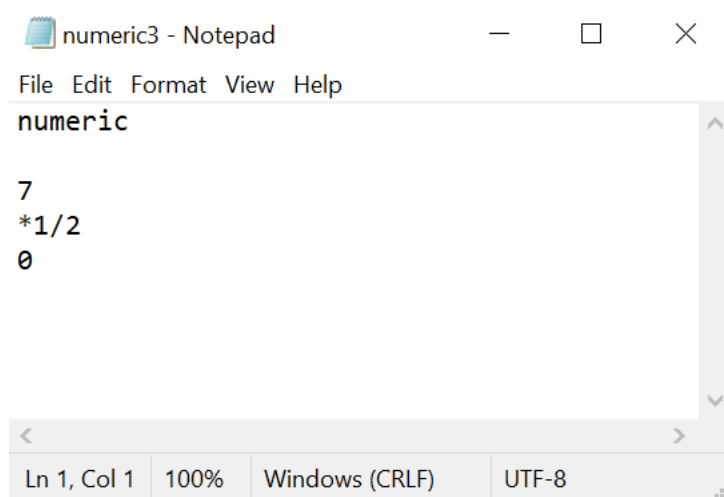 numeric3 - Notepad
File Edit Format View Help
numeric
7
*1/2
0
Ln 1, Col 1 100% Windows (CRLF) UTF-8